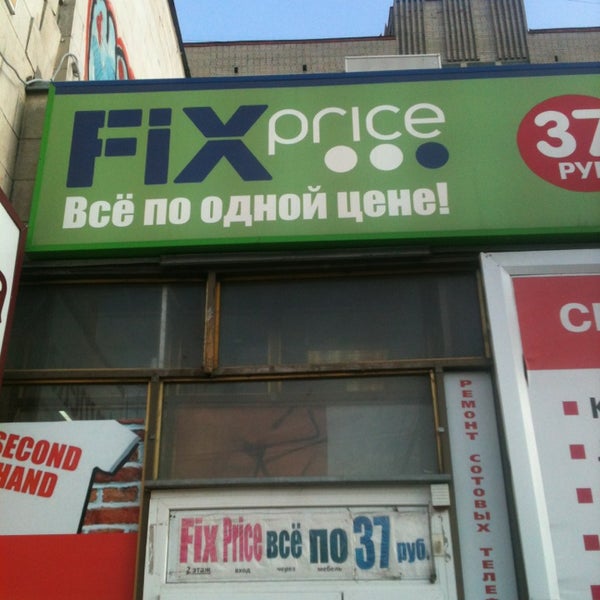 FiX price
Всё по одной цене!
37
РУ
SECOND
HAND
РЕМОНТ СОТОВЫХ ТЕЛЕ
Fix Price всё по 37 руб.
2 этаж вход через мебель